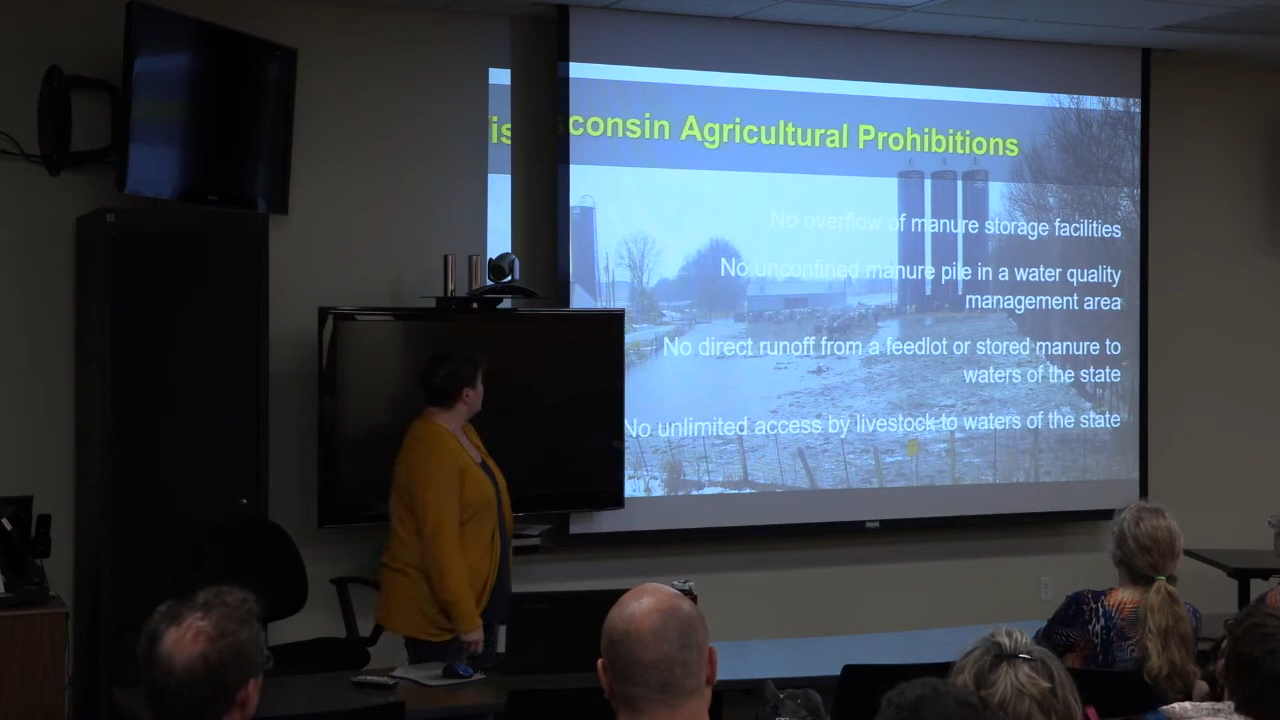 isconsin Agricultural Prohibitions
No overflow of manure storage facilities
No unconfined manure pile in a water quality
management area
No direct runoff from a feedlot or stored manure to
waters of the state
No unlimited access by livestock to waters of the state